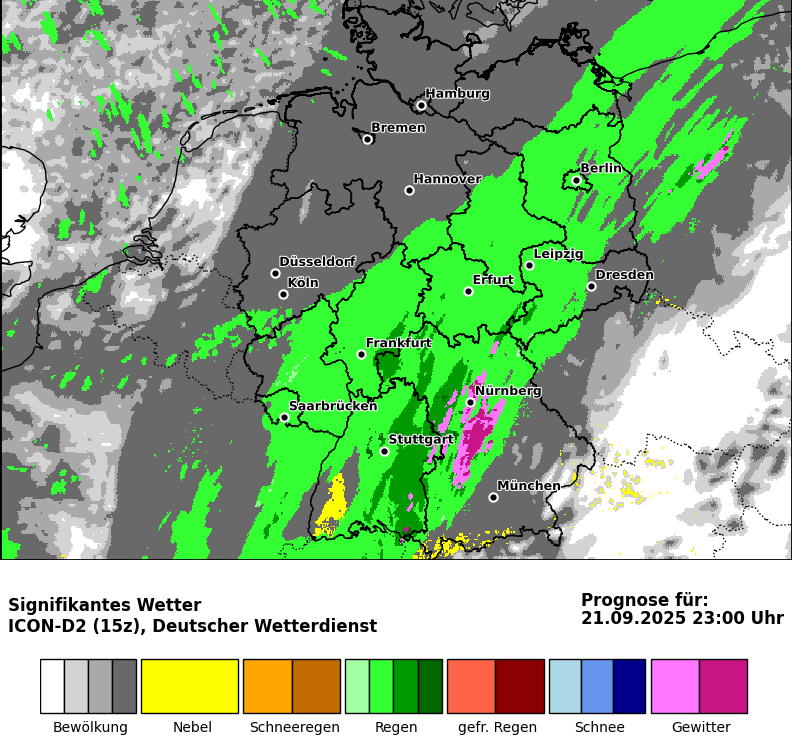 Hamburg
Bremen
Berlin
Hannover
Leipzig
Düsseldorf
Dresden
Köln
Erfurt
Frankfurt
Nürnberg
Saarbrücken
Stuttgart
München
Signifikantes Wetter
ICON-D2 (15z), Deutscher Wetterdienst
Prognose für:
21.09.2025 23:00 Uhr
Bewölkung Nebel Schneeregen Regen gefr. Regen Schnee Gewitter